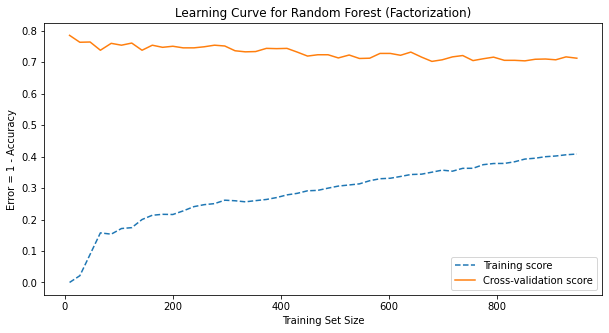 Learning Curve for Random Forest (Factorization)
0.8
0.7
0.6
0.5
0.4
0.3
0.2
0.1
0.0
Error = 1 - Accuracy
0
200
400
600
800
Training Set Size
Training score
Cross-validation score